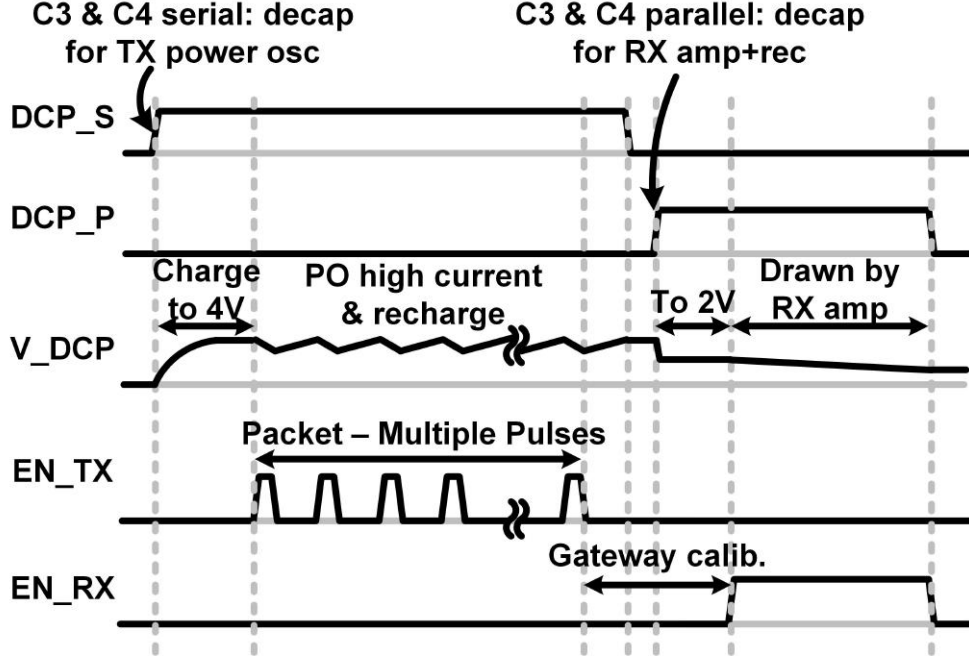 C3 & C4 serial: decap
for TX power osc
C3 & C4 parallel: decap
for RX amp+rec
DCP_S
DCP_P
Charge
to 4V
PO high current
& recharge
To 2V
Drawn by
RX amp
V_DCP
Packet – Multiple Pulses
EN_TX
Gateway calib.
EN_RX